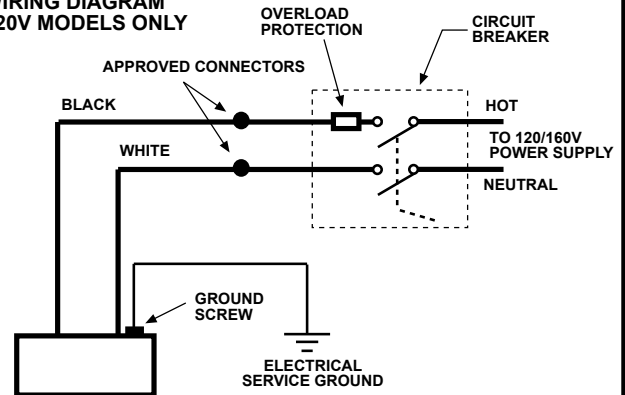 WIRING DIAGRAM
20V MODELS ONLY
OVERLOAD
PROTECTION
CIRCUIT
BREAKER
APPROVED CONNECTORS
BLACK
HOT
WHITE
TO 120/160V
POWER SUPPLY
NEUTRAL
GROUND
SCREW
ELECTRICAL
SERVICE GROUND